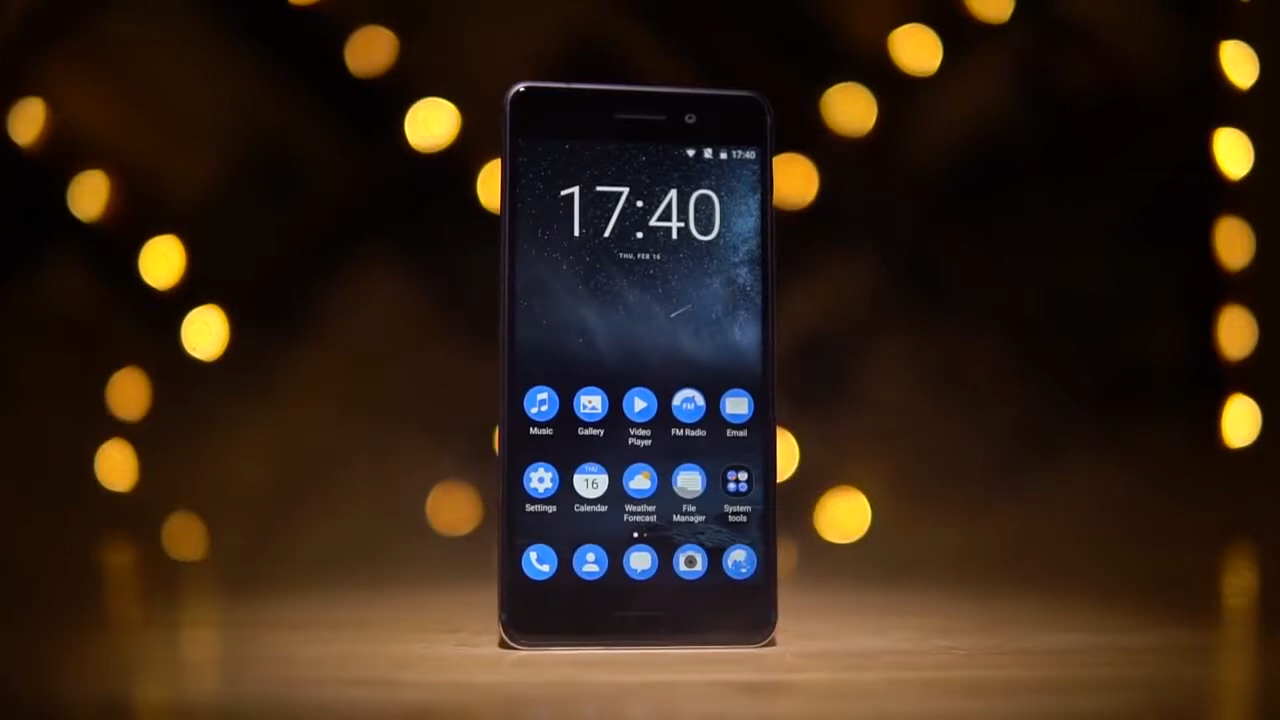 17:40
17:40
THU, FEB 16
Music
Gallery
Video
Player
FM
FM Radio
Email
THU
16
Settings
Calendar
Weather
Forecast
File
Manager
System
tools